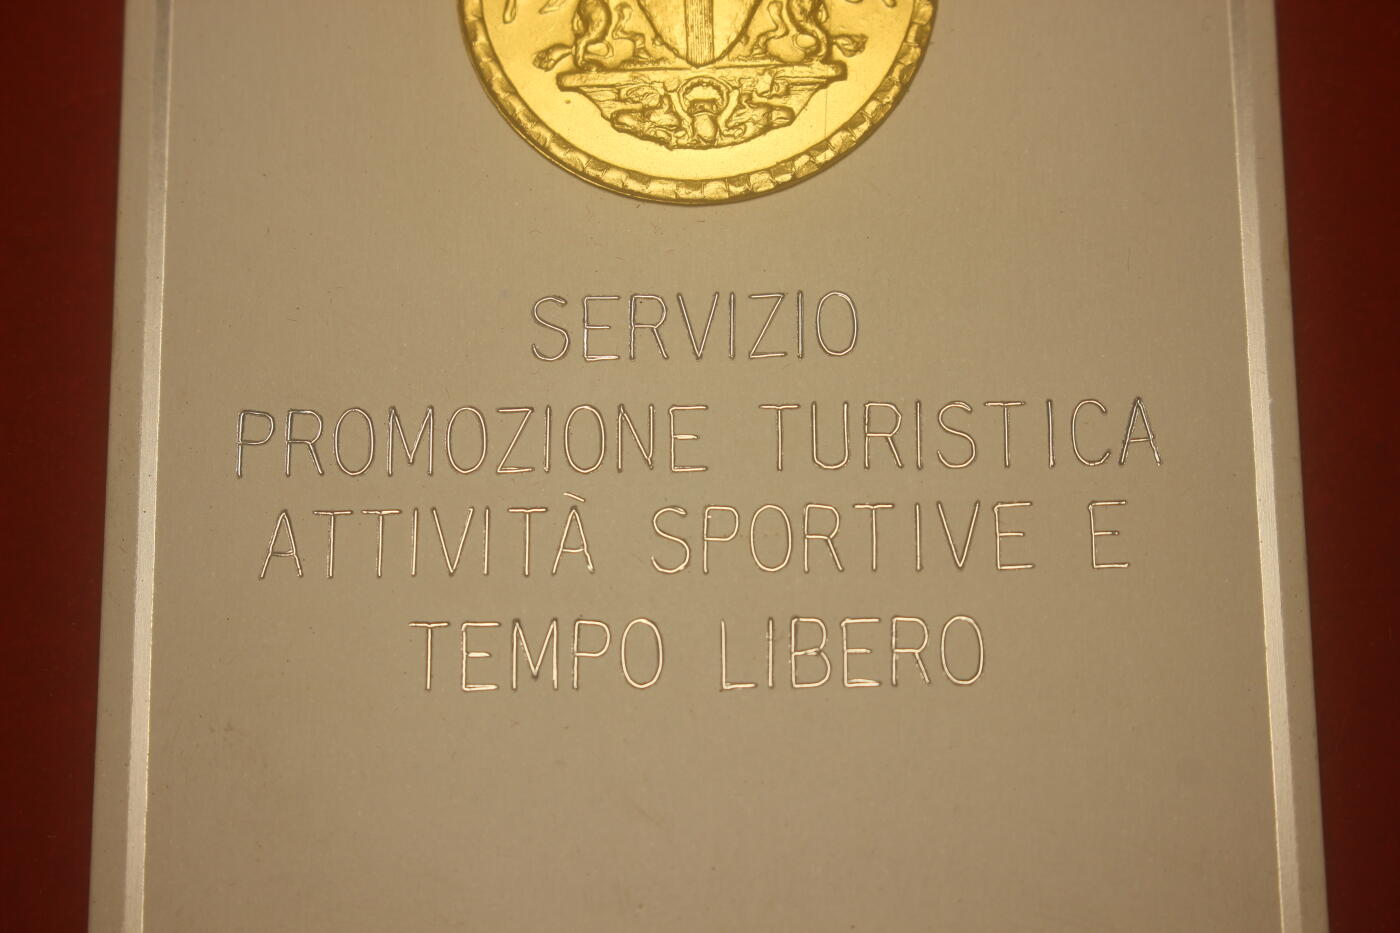 SERVIZIO
PROMOZIONE TURISTICA
ATTIVITÀ SPORTIVE E
TEMPO LIBERO